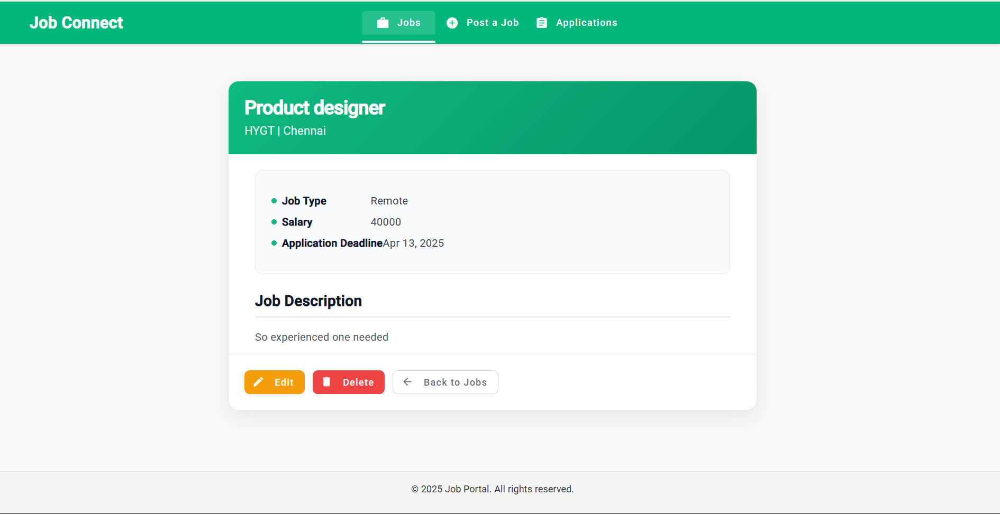 Job Connect
Jobs
Post a Job
Applications
Product designer
HYGT | Chennai
Job Type Remote
Salary 40000
Application Deadline Apr 13, 2025
Job Description
So experienced one needed
Edit
Delete
Back to Jobs
© 2025 Job Portal. All rights reserved.